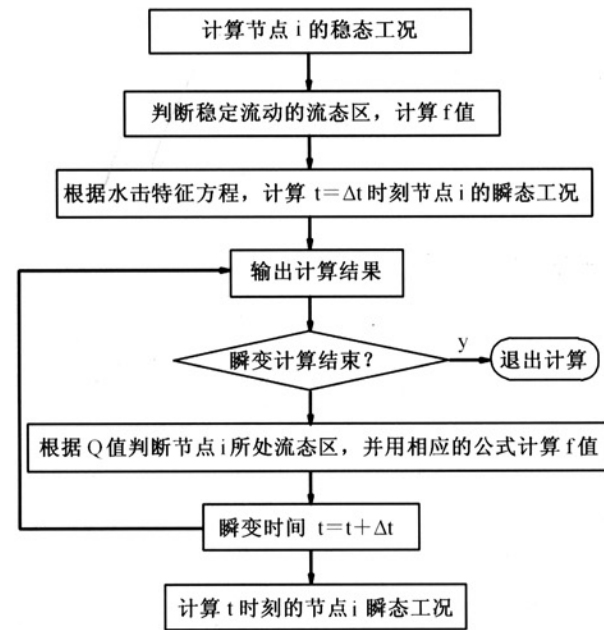 计算节点 i 的稳态工况
判断稳定流动的流态区，计算 f 值
根据水击特征方程，计算 t＝Δt时刻节点 i 的瞬态工况
输出计算结果
瞬变计算结束？
y
退出计算
根据Q值判断节点 i 所处流态区，并用相应的公式计算 f 值
瞬变时间 t＝t＋Δt
计算 t 时刻的节点 i 瞬态工况